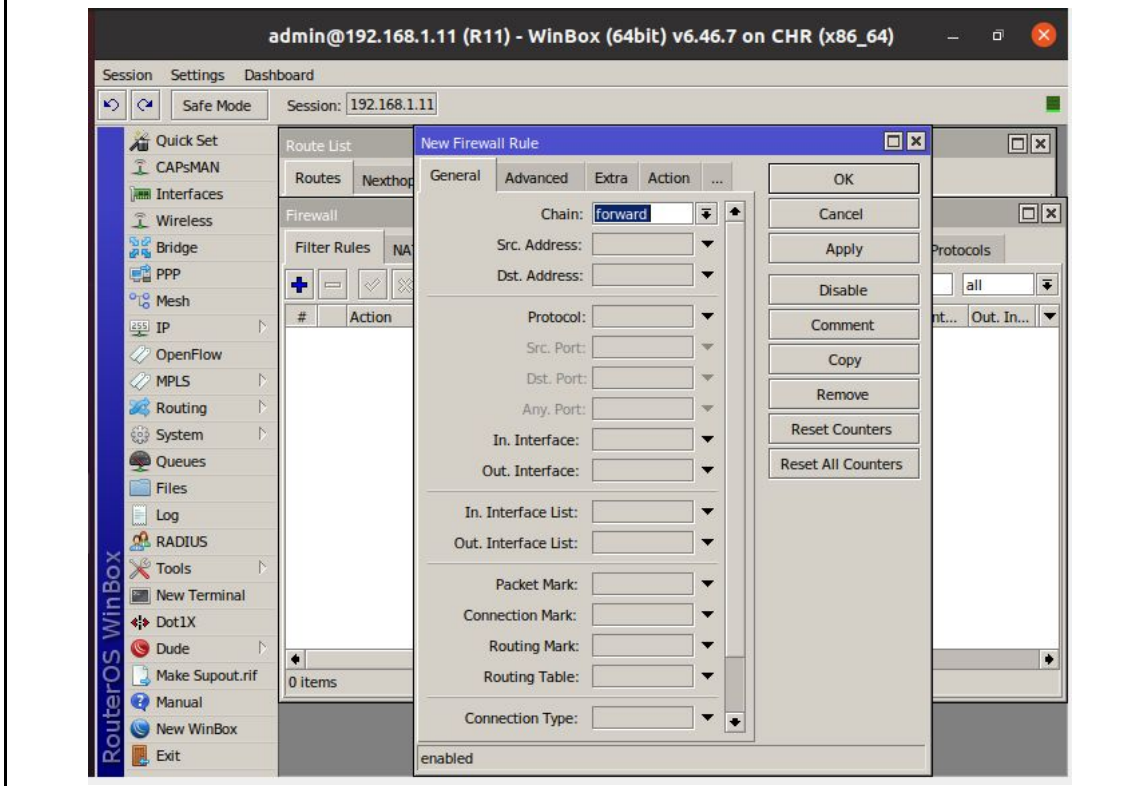 admin@192.168.1.11 (R11) - WinBox (64bit) v6.46.7 on CHR (x86_64)
Session Settings Dashboard
Safe Mode Session: 192.168.1.11
RouterOS WinBox
Quick Set
CAPsMAN
Interfaces
Wireless
Bridge
PPP
Mesh
IP
OpenFlow
MPLS
Routing
System
Queues
Files
Log
RADIUS
Tools
New Terminal
Dot1X
Dude
Make Supout.rif
Manual
New WinBox
Exit
Route List
Routes Nexthop
Firewall
Filter Rules NA Protocols
all
# Action nt... Out. In...
0 items
New Firewall Rule
General Advanced Extra Action ...
Chain: forward
Src. Address:
Dst. Address:
Protocol:
Src. Port:
Dst. Port:
Any. Port:
In. Interface:
Out. Interface:
In. Interface List:
Out. Interface List:
Packet Mark:
Connection Mark:
Routing Mark:
Routing Table:
Connection Type:
enabled
OK
Cancel
Apply
Disable
Comment
Copy
Remove
Reset Counters
Reset All Counters